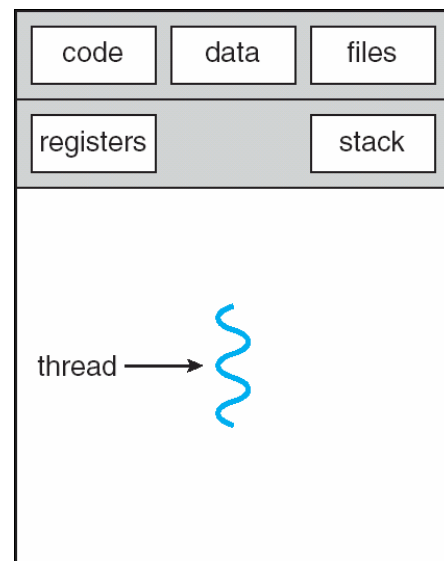 code data files
registers stack
thread